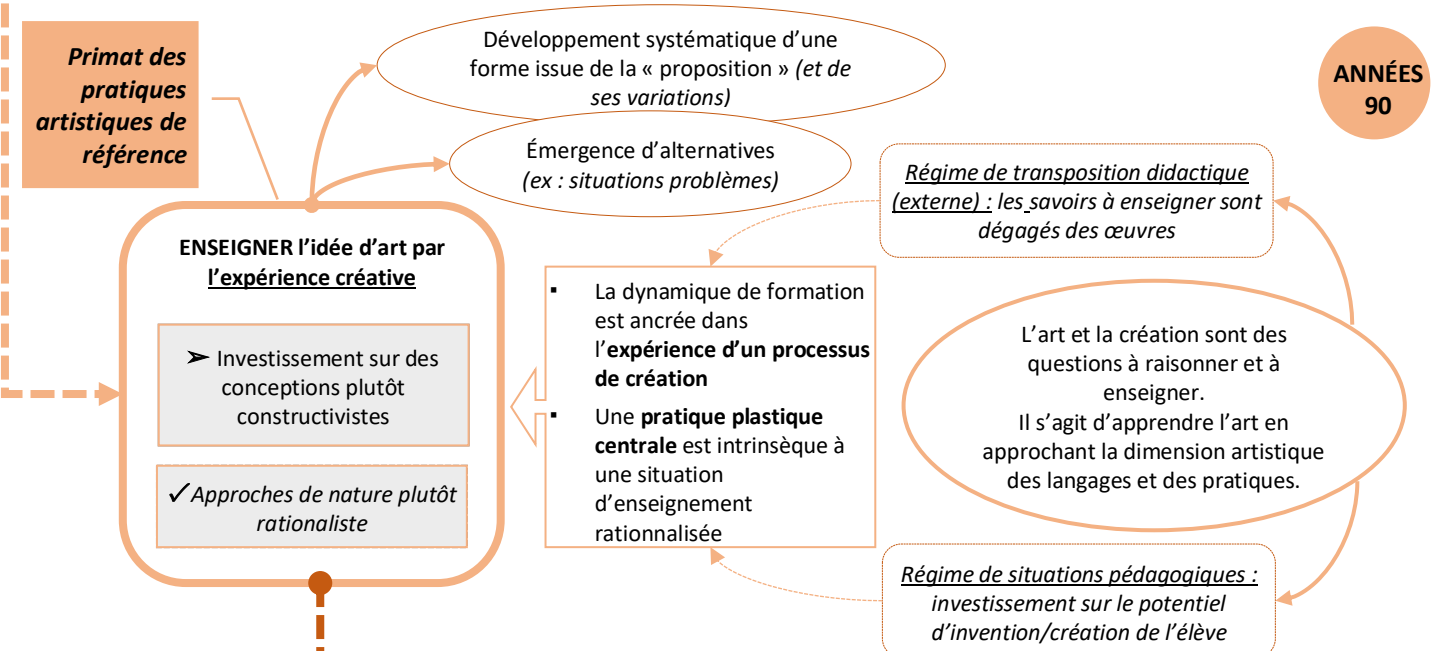 Primat des
pratiques
artistiques de
référence
Développement systématique d’une
forme issue de la « proposition » (et de
ses variations)
Émergence d’alternatives
(ex : situations problèmes)
ANNÉES
90
ENSEIGNER l’idée d’art par
l’expérience créative
➢ Investissement sur des
conceptions plutôt
constructivistes
✓Approches de nature plutôt
rationaliste
▪ La dynamique de formation
est ancrée dans
l’expérience d’un processus
de création
▪ Une pratique plastique
centrale est intrinsèque à
une situation
d’enseignement
rationnalisée
Régime de transposition didactique
(externe) : les savoirs à enseigner sont
dégagés des œuvres
L’art et la création sont des
questions à raisonner et à
enseigner.
Il s’agit d’apprendre l’art en
approchant la dimension artistique
des langages et des pratiques.
Régime de situations pédagogiques :
investissement sur le potentiel
d’invention/création de l’élève